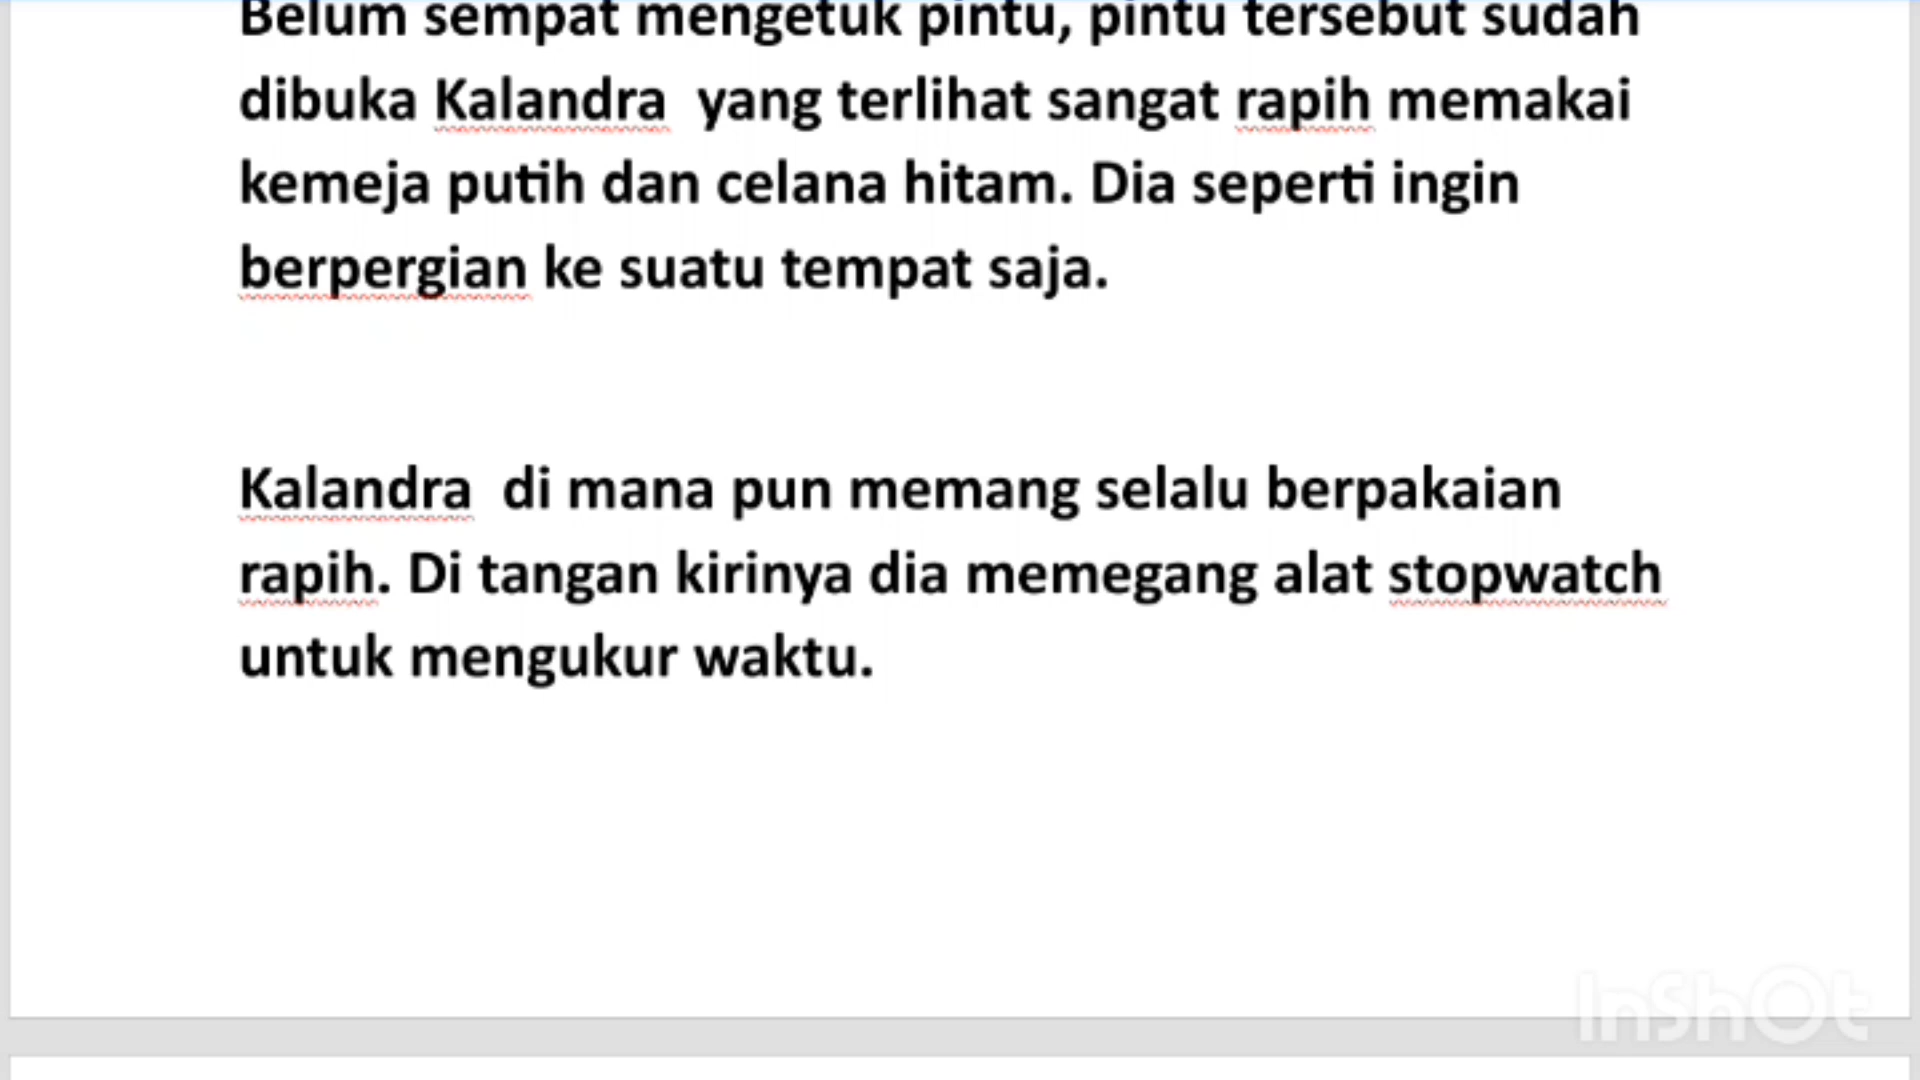 Belum sempat mengetuk pintu, pintu tersebut sudah
dibuka Kalandra  yang terlihat sangat rapih memakai
kemeja putih dan celana hitam. Dia seperti ingin
berpergian ke suatu tempat saja.
Kalandra  di mana pun memang selalu berpakaian
rapih. Di tangan kirinya dia memegang alat stopwatch
untuk mengukur waktu.
InShOt